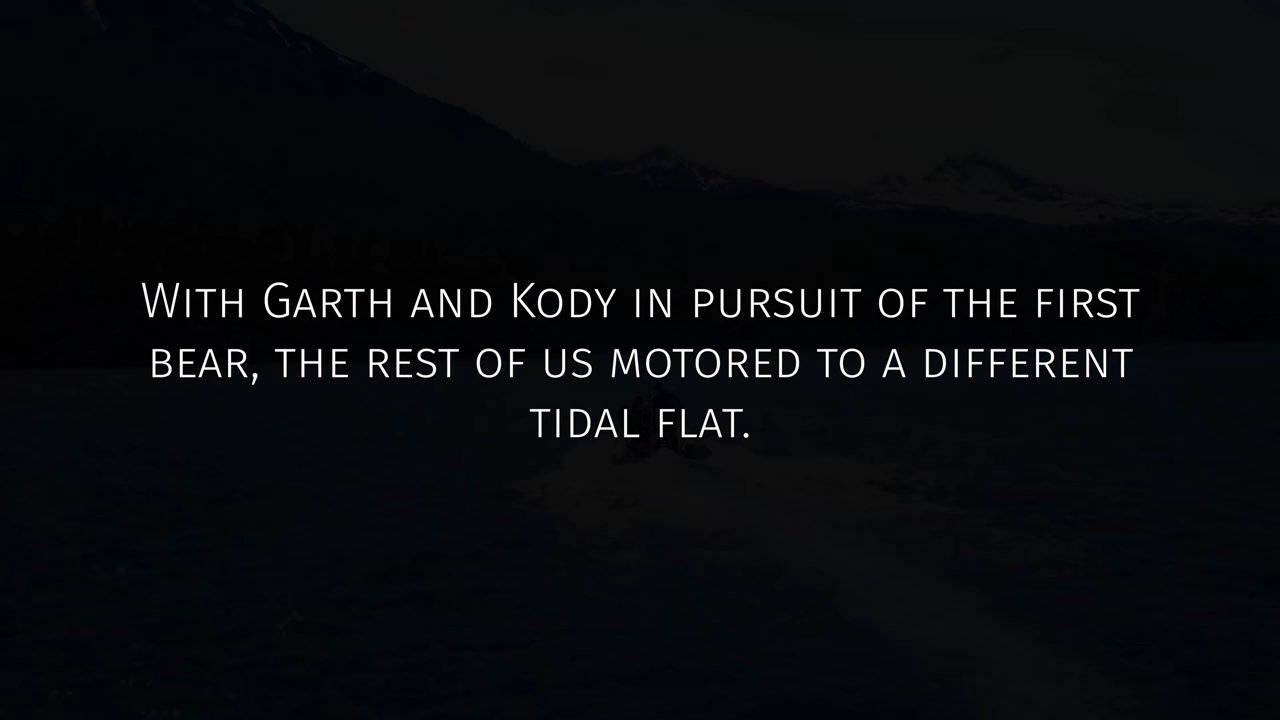 With Garth and Kody in pursuit of the first
bear, the rest of us motored to a different
tidal flat.